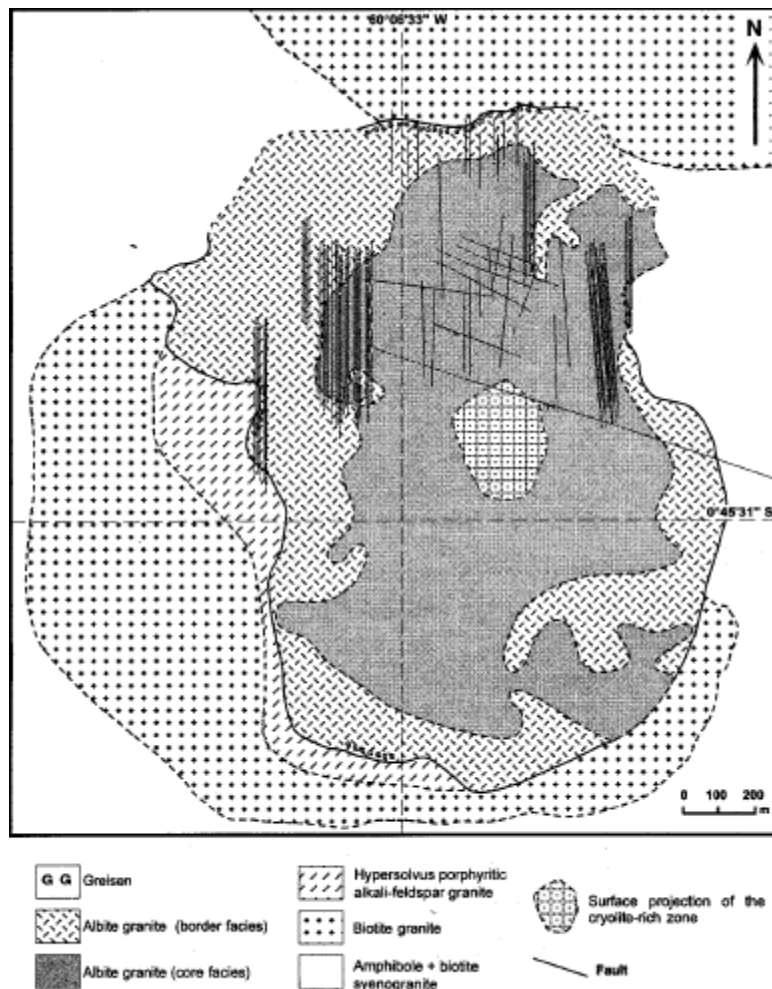 60°06'33" W
N
0°45'31" S
0 100 200
m
G G Greisen
Albite granite (border facies)
Albite granite (core facies)
Hypersolvus porphyritic
alkali-feldspar granite
Biotite granite
Amphibole + biotite
syenogranite
Surface projection of the
cryolite-rich zone
Fault